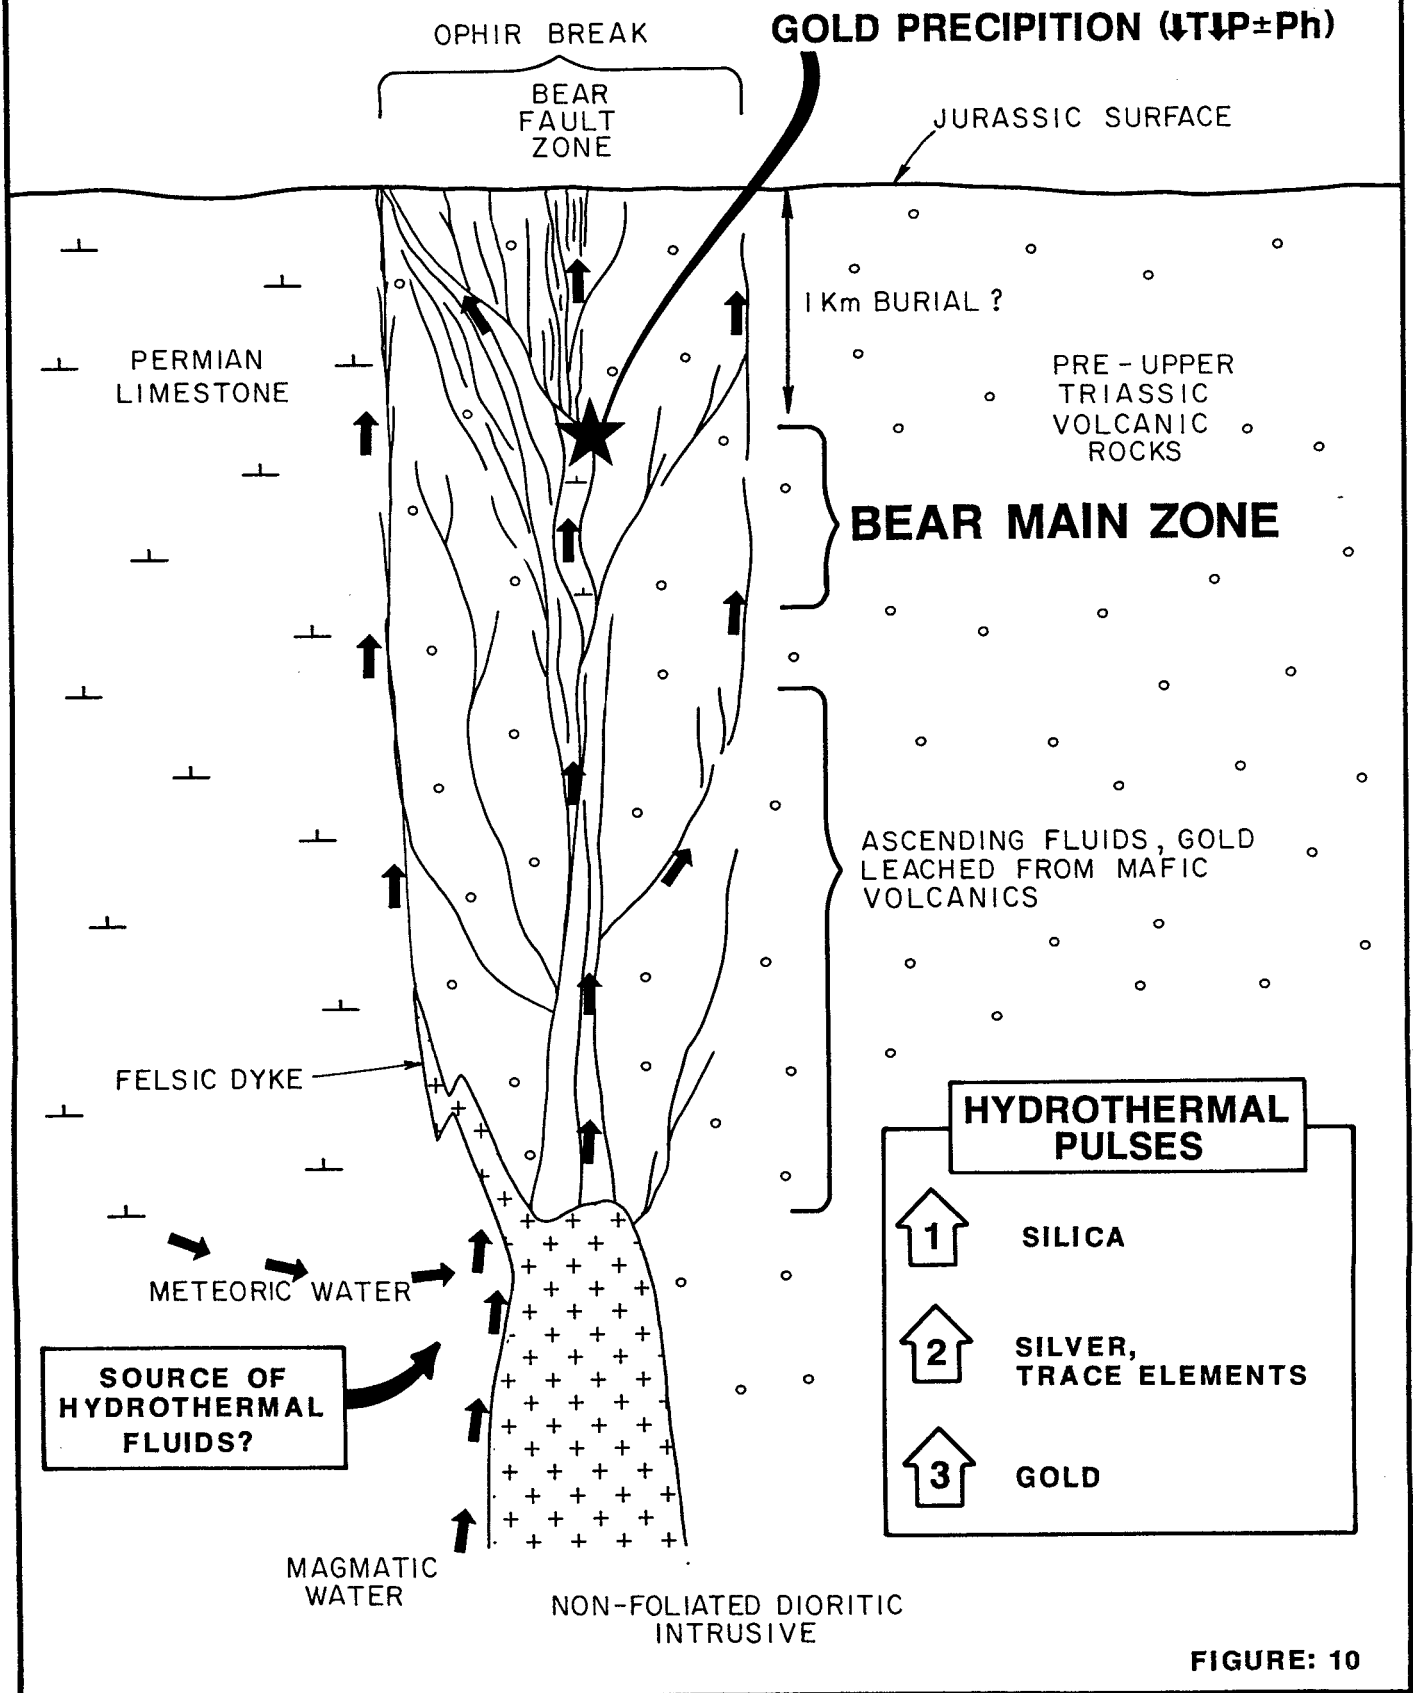 OPHIR BREAK
GOLD PRECIPITION (↓T↓P±Ph)
BEAR
FAULT
ZONE
JURASSIC SURFACE
1 Km BURIAL ?
PERMIAN
LIMESTONE
PRE-UPPER
TRIASSIC
VOLCANIC
ROCKS
BEAR MAIN ZONE
ASCENDING FLUIDS, GOLD
LEACHED FROM MAFIC
VOLCANICS
FELSIC DYKE
HYDROTHERMAL
PULSES
1 SILICA
2 SILVER,
TRACE ELEMENTS
3 GOLD
METEORIC WATER
SOURCE OF
HYDROTHERMAL
FLUIDS?
MAGMATIC
WATER
NON-FOLIATED DIORITIC
INTRUSIVE
FIGURE: 10